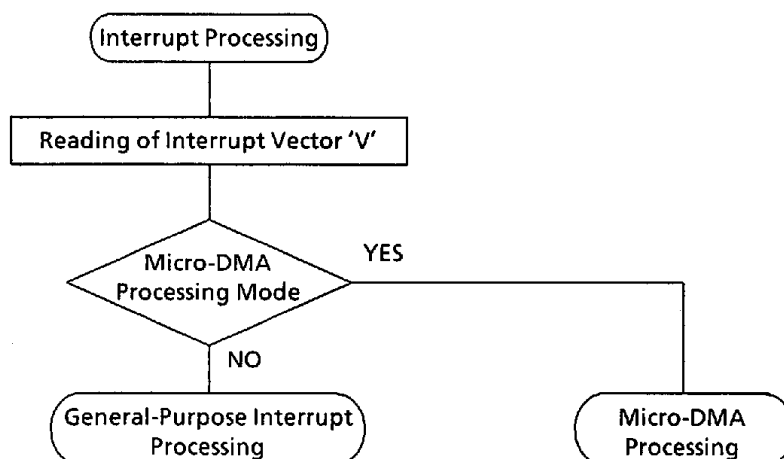 Interrupt Processing
Reading of Interrupt Vector 'V'
Micro-DMA
Processing Mode
YES
NO
General-Purpose Interrupt
Processing
Micro-DMA
Processing